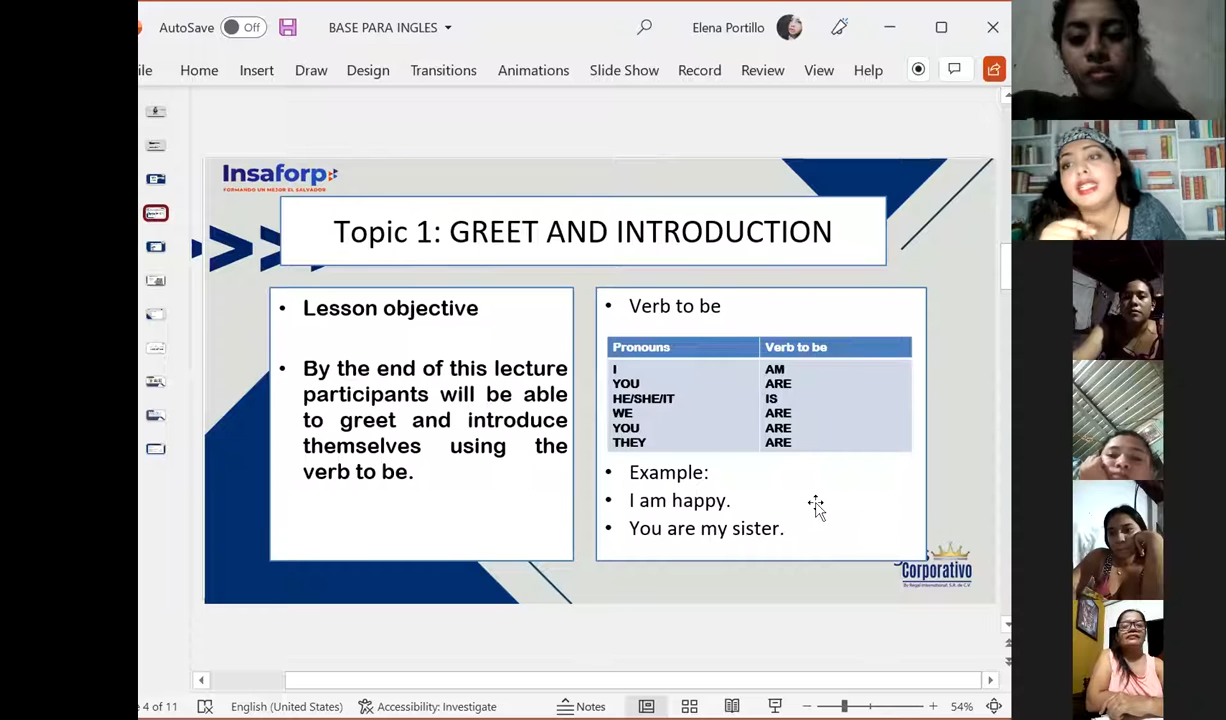 AutoSave Off BASE PARA INGLES Elena Portillo
ile Home Insert Draw Design Transitions Animations Slide Show Record Review View Help
Insaforp
FORMANDO UN MEJOR EL SALVADOR
Topic 1: GREET AND INTRODUCTION
• Lesson objective
• By the end of this lecture
participants will be able
to greet and introduce
themselves using the
verb to be.
• Verb to be
Pronouns Verb to be
I AM
YOU ARE
HE/SHE/IT IS
WE ARE
YOU ARE
THEY ARE
• Example:
• I am happy.
• You are my sister.
Corporativo
By Regal International, S.A. de C.V.
4 of 11 English (United States) Accessibility: Investigate Notes 54%